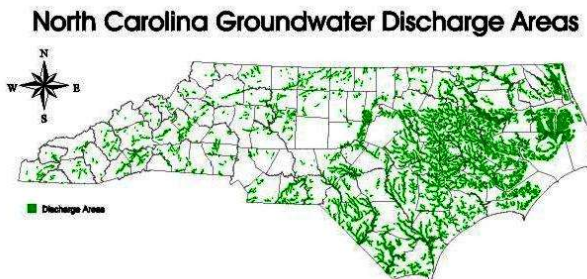 North Carolina Groundwater Discharge Areas
N
W E
S
Discharge Areas